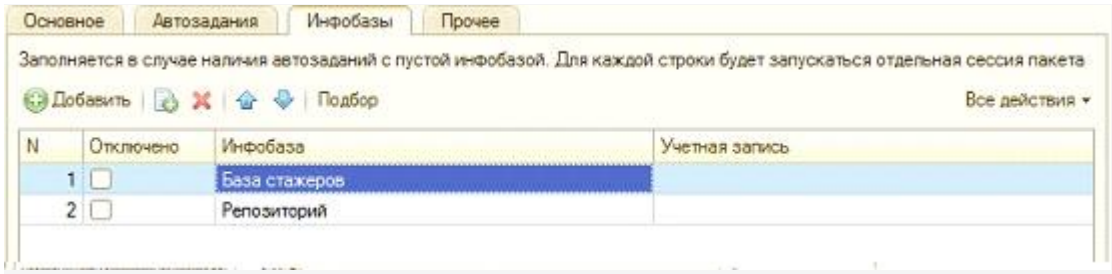 Основное Автозадания Инфобазы Прочее
Заполняется в случае наличия автозаданий с пустой инфобазой. Для каждой строки будет запускаться отдельная сессия пакета
Добавить Подбор Все действия
N Отключено Инфобаза Учетная запись
1 База стажеров
2 Репозиторий